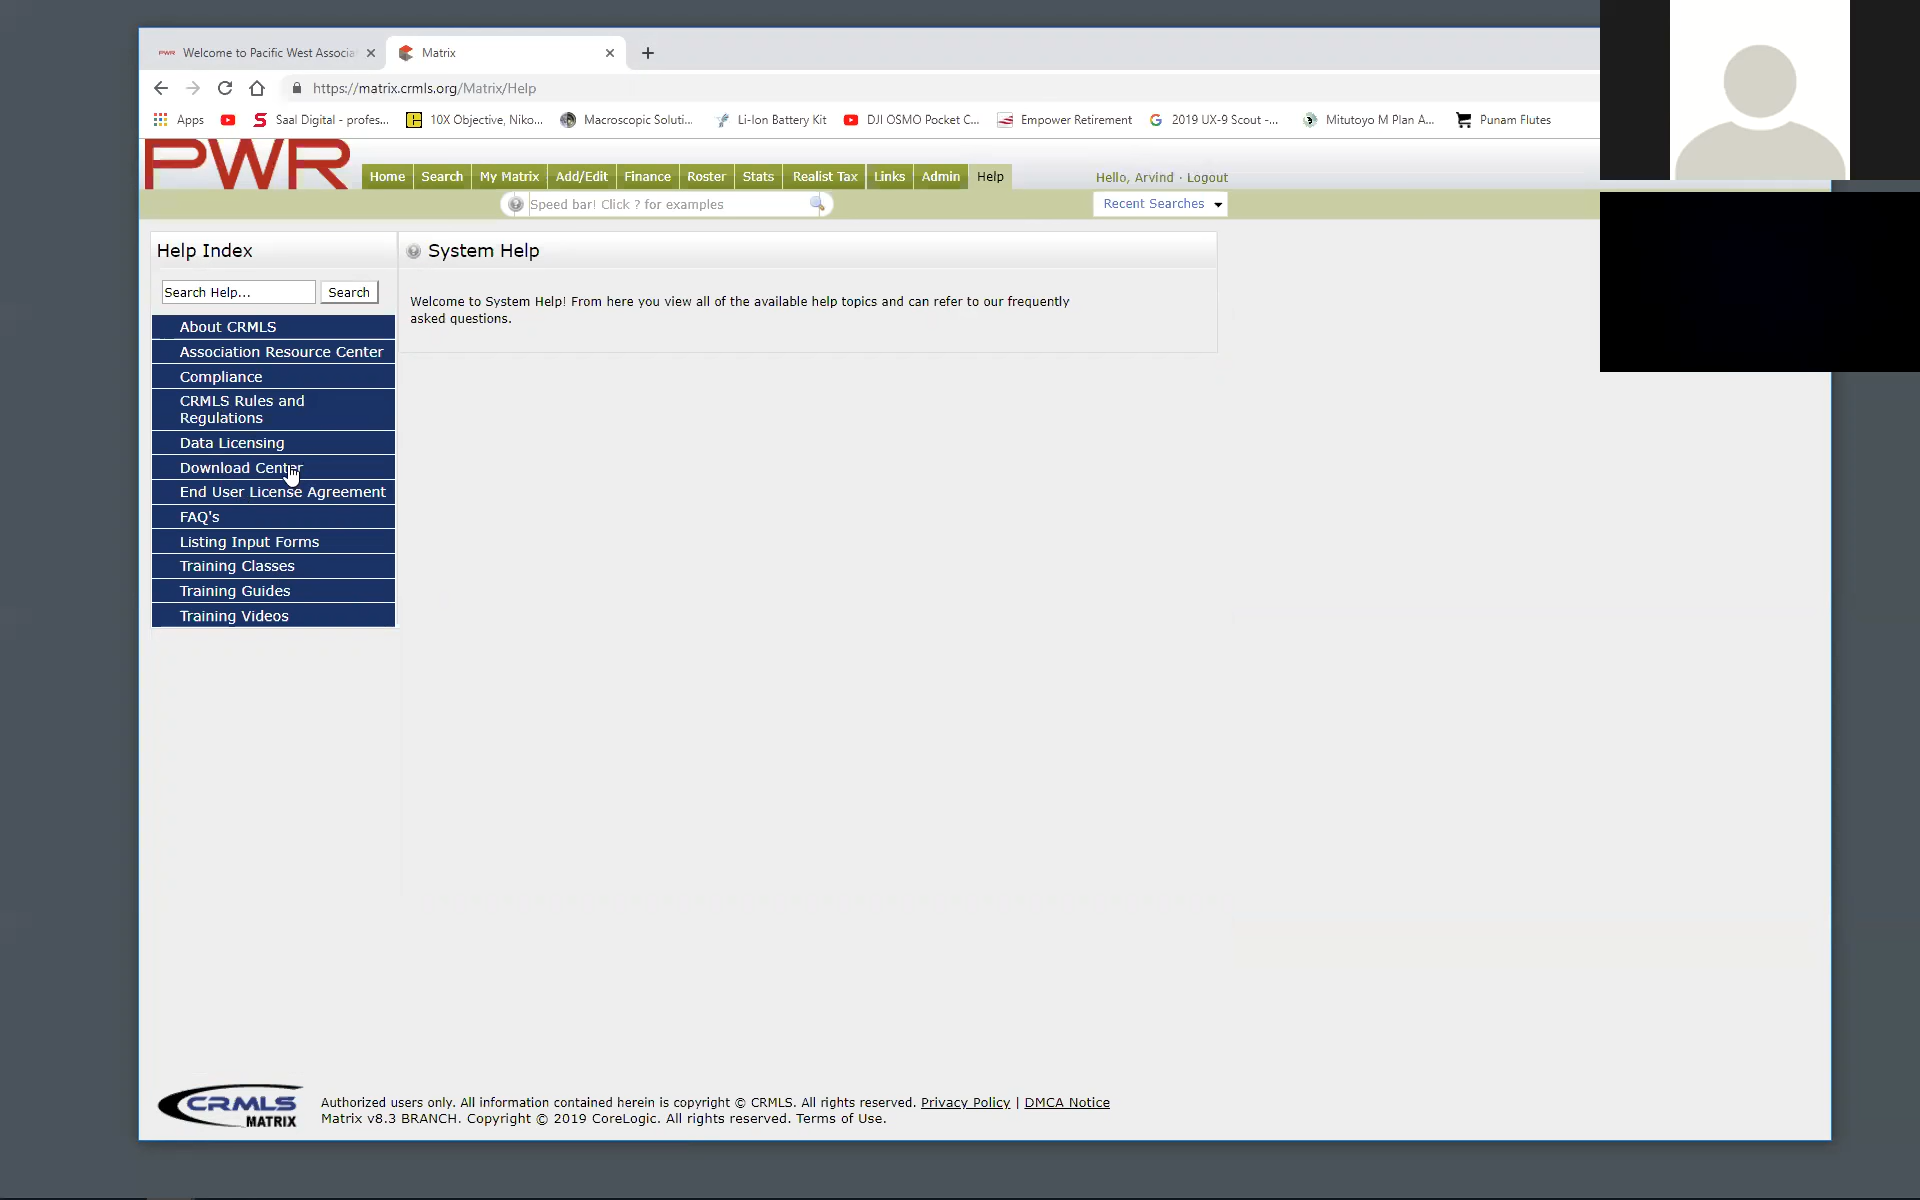 PWR Welcome to Pacific West Associa
Matrix
https://matrix.crmls.org/Matrix/Help
Apps
Saal Digital - profes...
10X Objective, Niko...
Macroscopic Soluti...
Li-Ion Battery Kit
DJI OSMO Pocket C...
Empower Retirement
2019 UX-9 Scout -...
Mitutoyo M Plan A...
Punam Flutes
PWR
Home Search My Matrix Add/Edit Finance Roster Stats Realist Tax Links Admin Help
Hello, Arvind · Logout
Speed bar! Click ? for examples
Recent Searches
Help Index
Search Help...
Search
About CRMLS
Association Resource Center
Compliance
CRMLS Rules and
Regulations
Data Licensing
Download Center
End User License Agreement
FAQ's
Listing Input Forms
Training Classes
Training Guides
Training Videos
System Help
Welcome to System Help! From here you view all of the available help topics and can refer to our frequently
asked questions.
CRMLS
MATRIX
Authorized users only. All information contained herein is copyright © CRMLS. All rights reserved. Privacy Policy | DMCA Notice
Matrix v8.3 BRANCH. Copyright © 2019 CoreLogic. All rights reserved. Terms of Use.